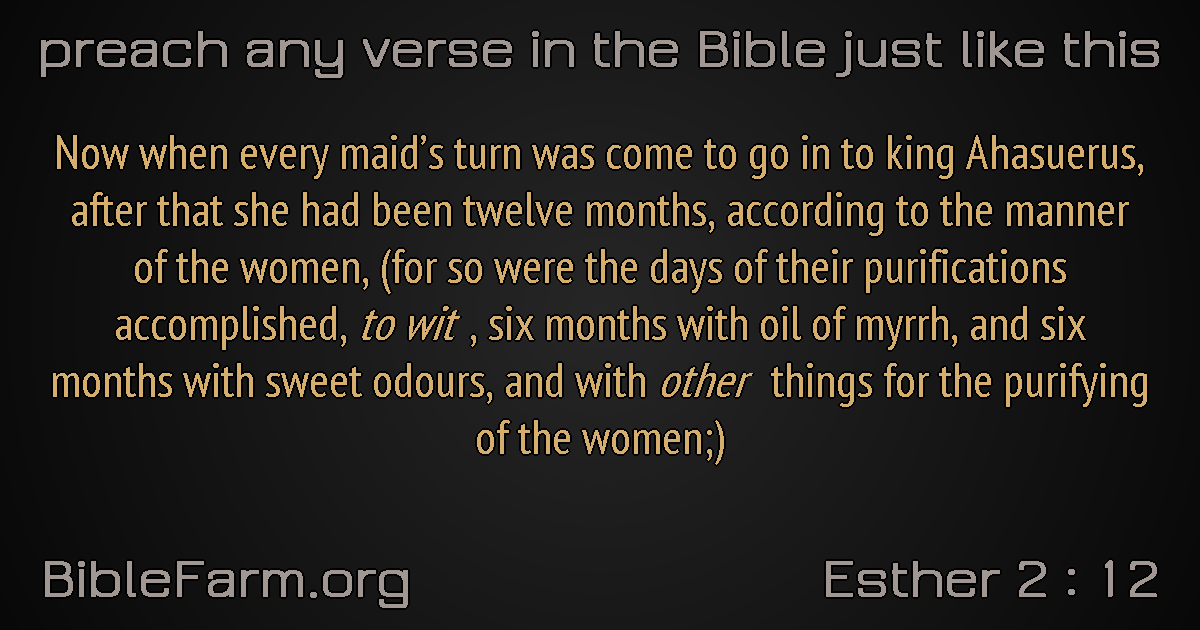 preach any verse in the Bible just like this
Now when every maid’s turn was come to go in to king Ahasuerus,
after that she had been twelve months, according to the manner
of the women, (for so were the days of their purifications
accomplished, to wit , six months with oil of myrrh, and six
months with sweet odours, and with other things for the purifying
of the women;)
BibleFarm.org
Esther 2 : 12